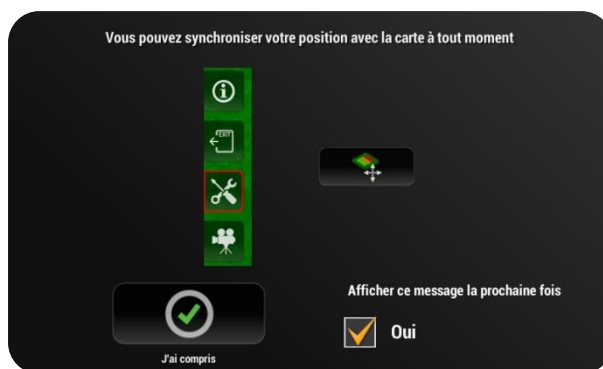 Vous pouvez synchroniser votre position avec la carte à tout moment
EXIT
J'ai compris
Afficher ce message la prochaine fois
Oui